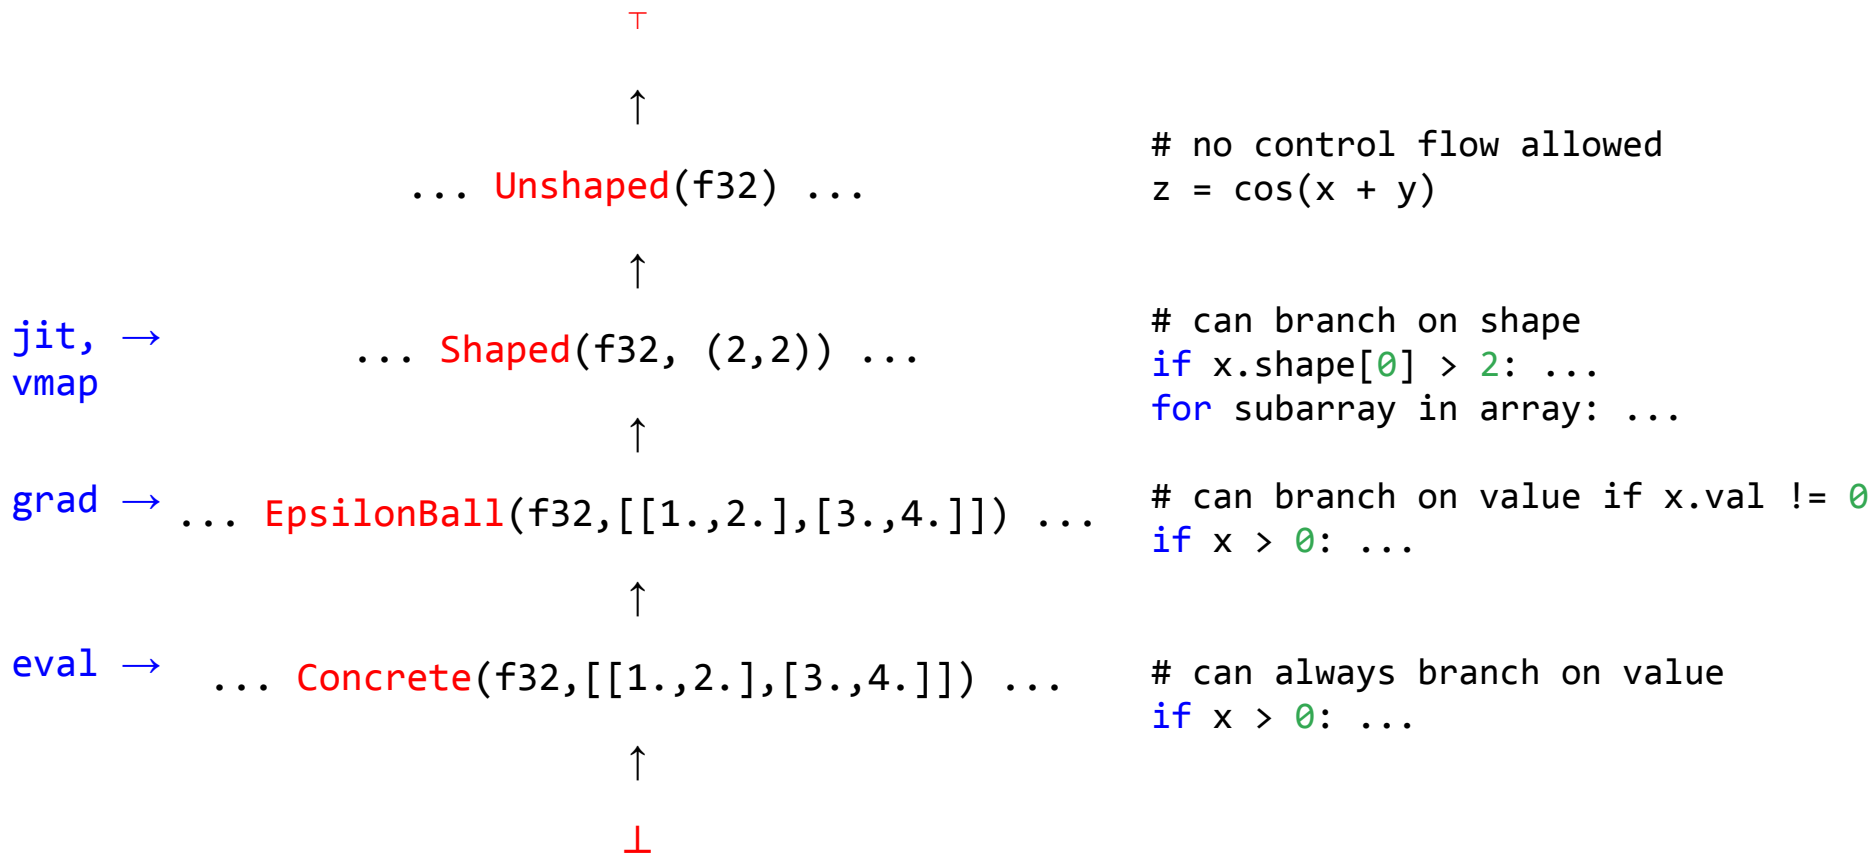 ⊤
↑
... Unshaped(f32) ...
# no control flow allowed
z = cos(x + y)
↑
jit, →
vmap
... Shaped(f32, (2,2)) ...
# can branch on shape
if x.shape[0] > 2: ...
for subarray in array: ...
↑
grad →
... EpsilonBall(f32,[[1.,2.],[3.,4.]]) ...
# can branch on value if x.val != 0
if x > 0: ...
↑
eval →
... Concrete(f32,[[1.,2.],[3.,4.]]) ...
# can always branch on value
if x > 0: ...
↑
⊥